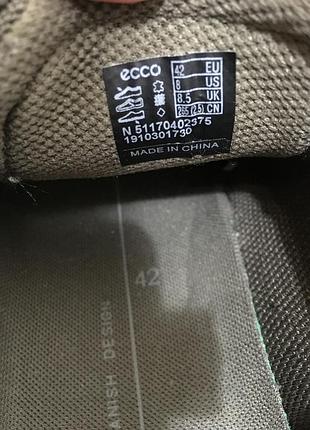 ecco
42 EU
8 US
8.5 UK
265 (2.5) CN
N 51170402375
1910301730
MADE IN CHINA
42
ANISH DESIGN